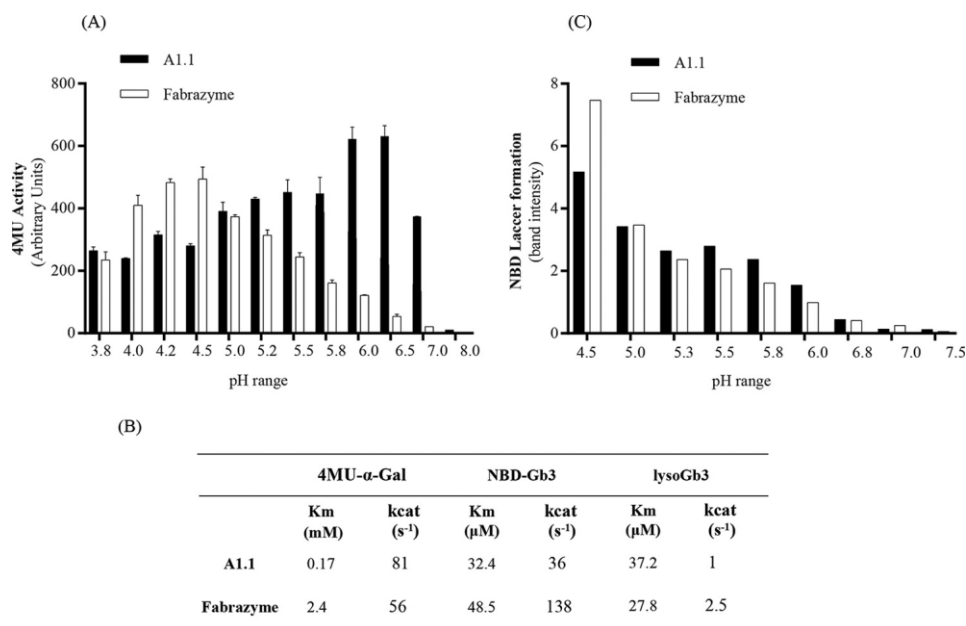 (A)
A1.1
Fabrazyme
4MU Activity
(Arbitrary Units)
800
600
400
200
0
3.8 4.0 4.2 4.5 5.0 5.2 5.5 5.8 6.0 6.5 7.0 8.0
pH range
(C)
A1.1
Fabrazyme
NBD Laccer formation
(band intensity)
8
6
4
2
0
4.5 5.0 5.3 5.5 5.8 6.0 6.8 7.0 7.5
pH range
(B)
4MU-α-Gal NBD-Gb3 lysoGb3
Km kcat Km kcat Km kcat
(mM) (s⁻¹) (μM) (s⁻¹) (μM) (s⁻¹)
A1.1 0.17 81 32.4 36 37.2 1
Fabrazyme 2.4 56 48.5 138 27.8 2.5